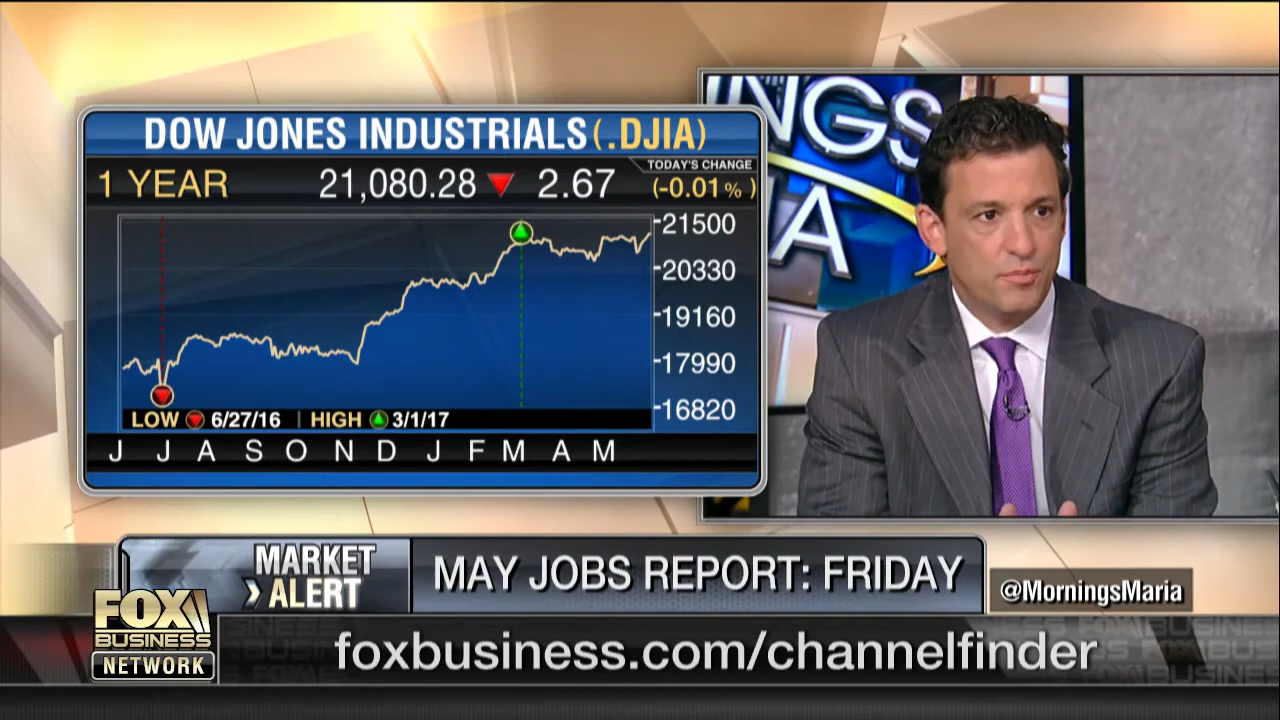 DOW JONES INDUSTRIALS (.DJIA)
1 YEAR 21,080.28 ▼ 2.67
TODAY'S CHANGE
(-0.01%)
21500
20330
19160
17990
16820
LOW ▼ 6/27/16 | HIGH ▲ 3/1/17
J J A S O N D J F M A M
NGS
IA
MARKET
ALERT
MAY JOBS REPORT: FRIDAY
@MorningsMaria
FOX
BUSINESS
NETWORK
foxbusiness.com/channelfinder